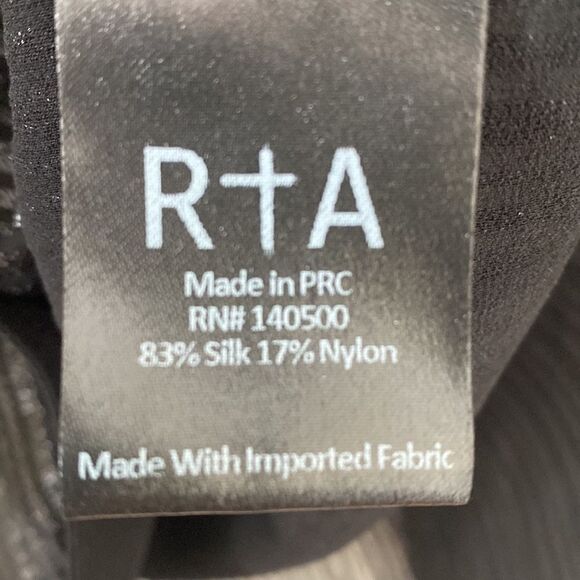 R†A
Made in PRC
RN# 140500
83% Silk 17% Nylon
Made With Imported Fabric